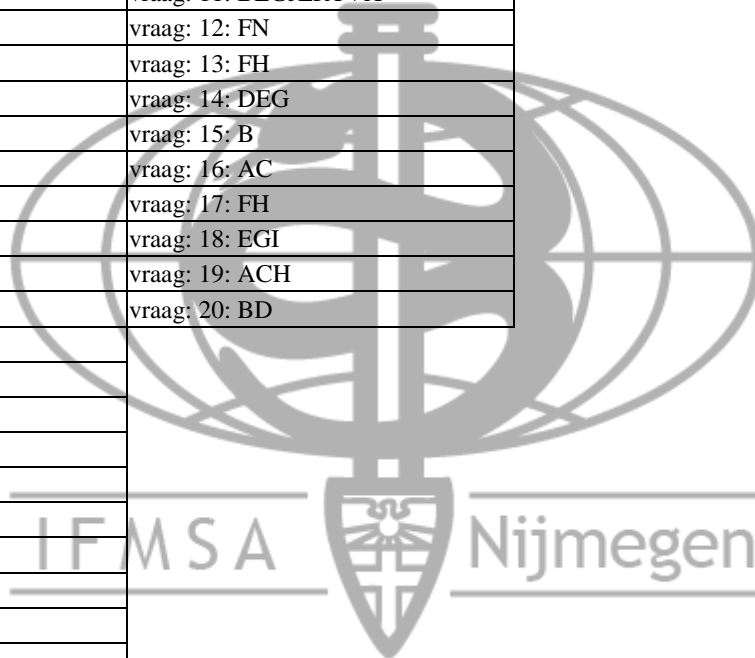 vraag: 12: FN
vraag: 13: FH
vraag: 14: DEG
vraag: 15: B
vraag: 16: AC
vraag: 17: FH
vraag: 18: EGI
vraag: 19: ACH
vraag: 20: BD
IFMSA Nijmegen